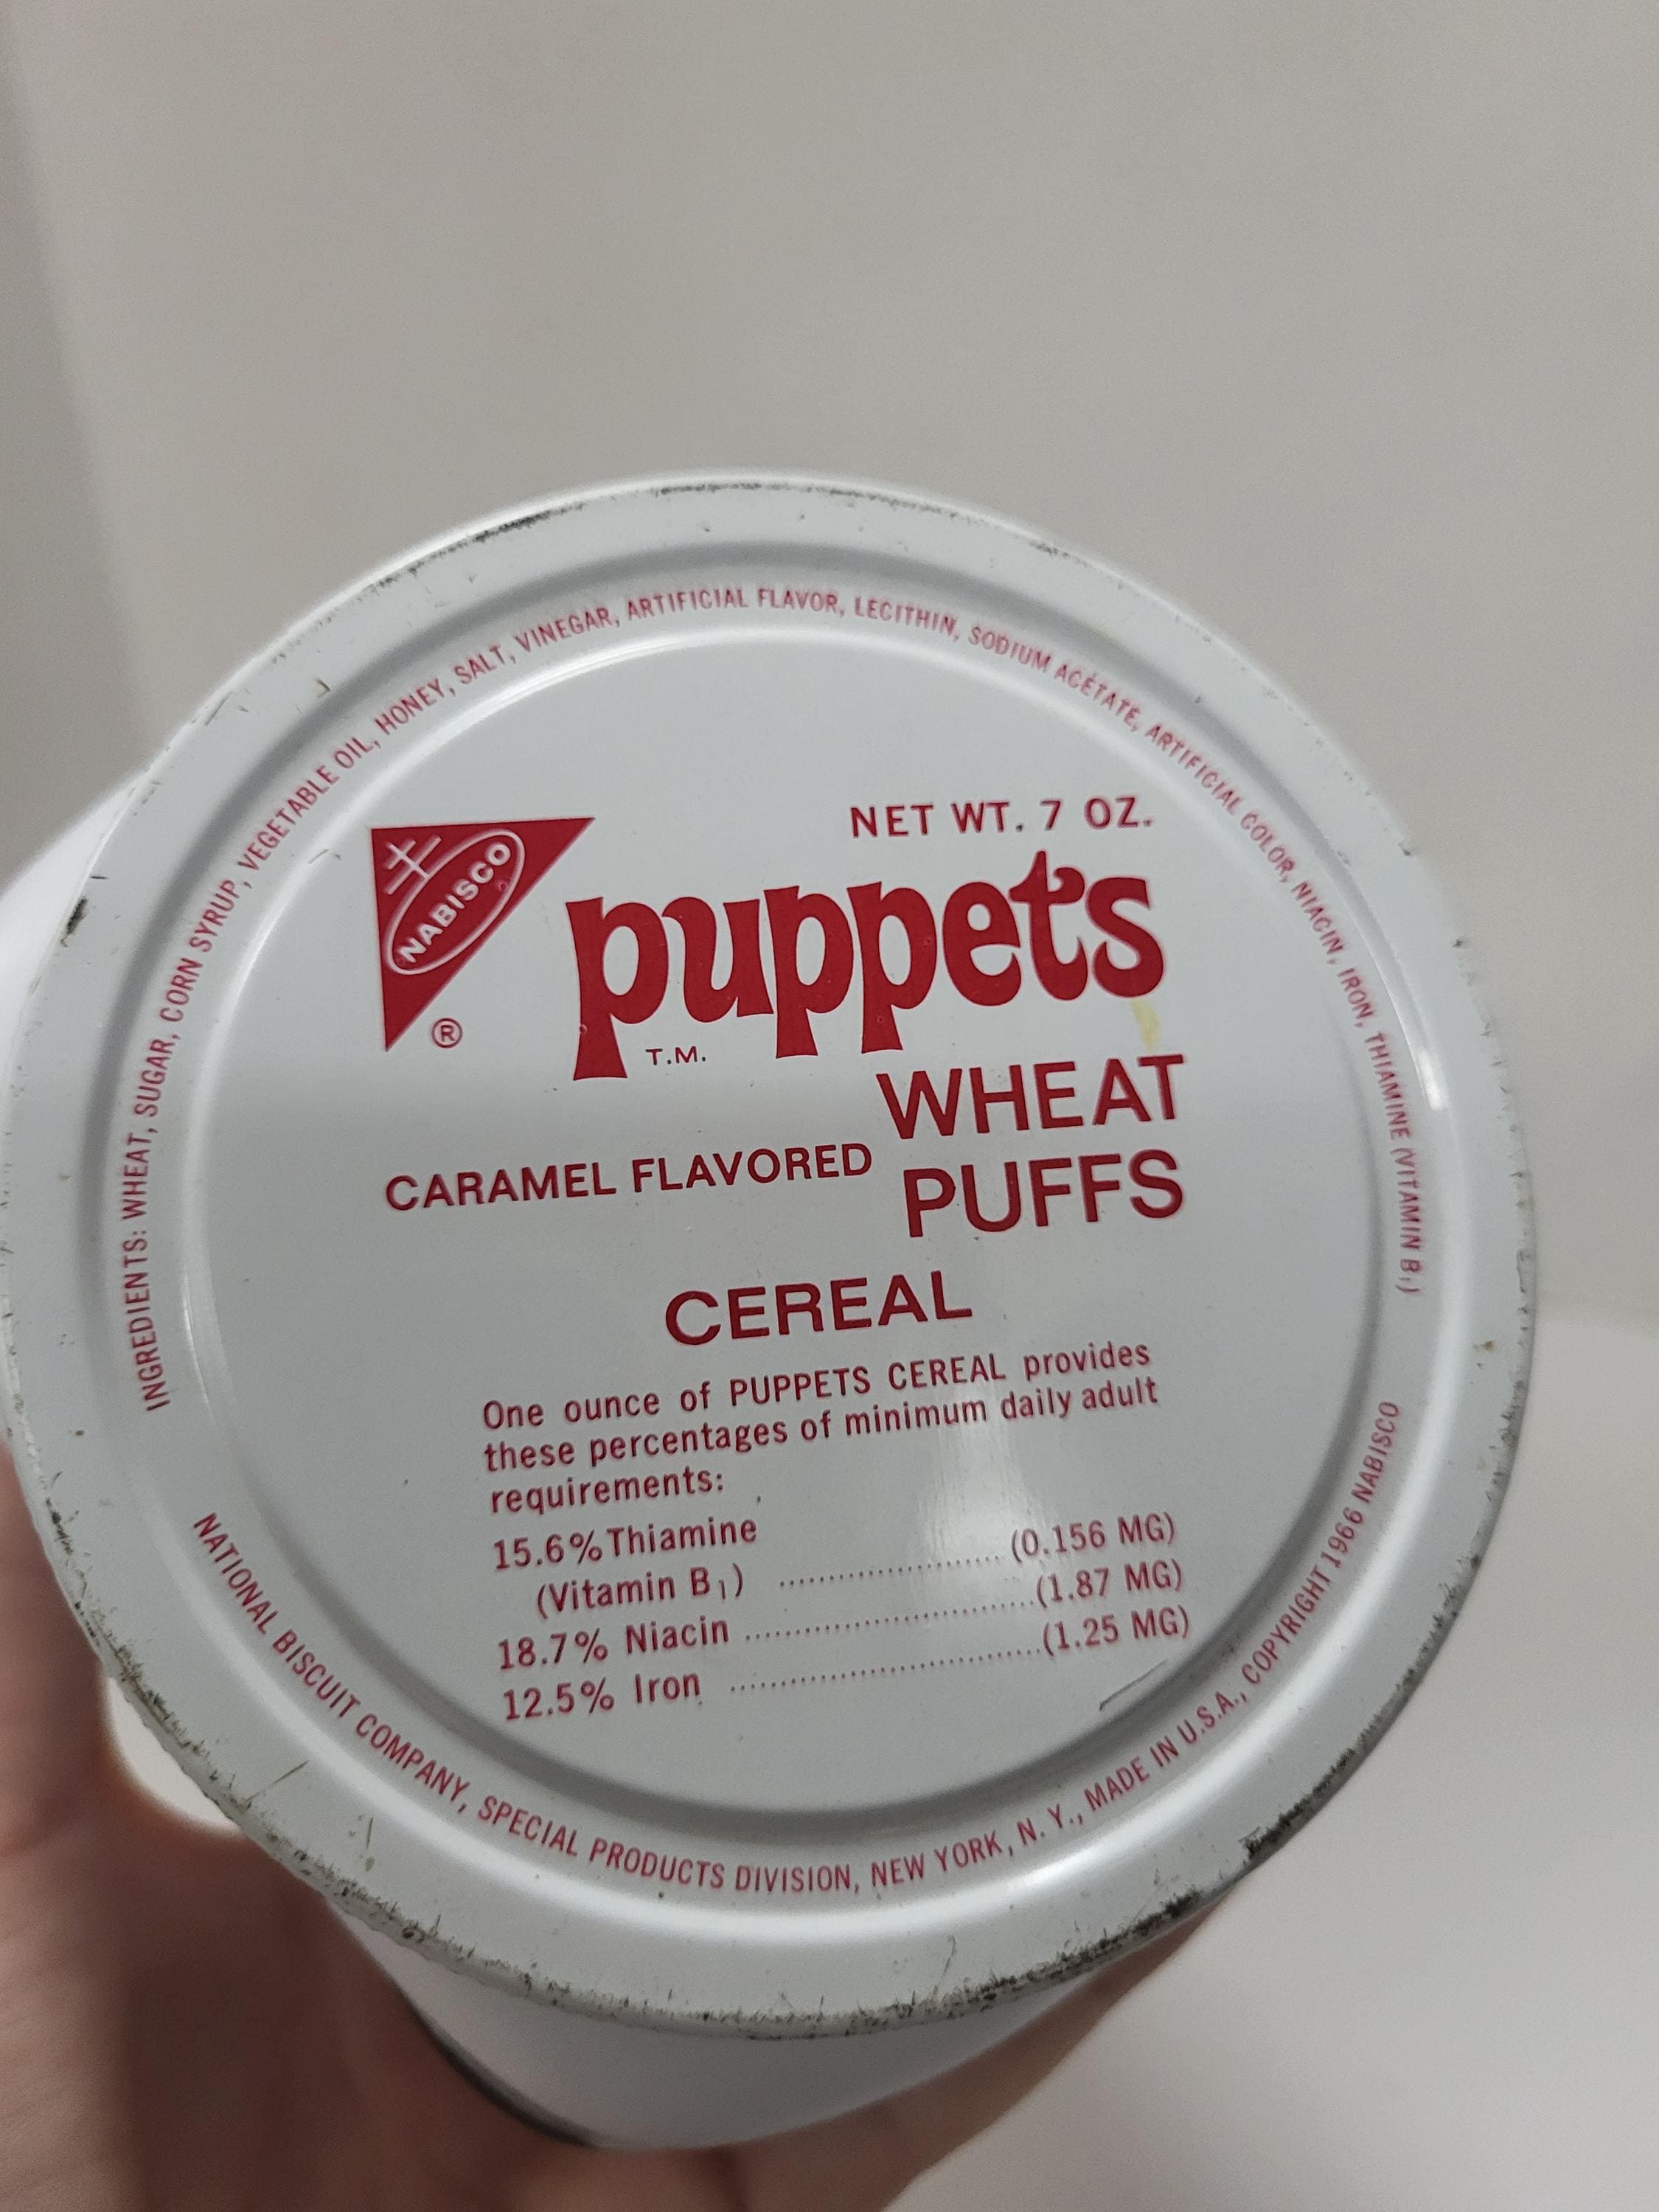 INGREDIENTS: WHEAT, SUGAR, CORN SYRUP, VEGETABLE OIL, HONEY, SALT, VINEGAR, ARTIFICIAL FLAVOR, LECITHIN, SODIUM ACETATE, ARTIFICIAL COLOR, NIACIN, IRON, THIAMINE (VITAMIN B₁)
NET WT. 7 OZ.
NABISCO
®
puppets
T.M.
WHEAT
CARAMEL FLAVORED
PUFFS
CEREAL
One ounce of PUPPETS CEREAL provides
these percentages of minimum daily adult
requirements:
15.6% Thiamine
(Vitamin B₁) ........................ (0.156 MG)
18.7% Niacin ........................ (1.87 MG)
12.5% Iron ........................ (1.25 MG)
NATIONAL BISCUIT COMPANY, SPECIAL PRODUCTS DIVISION, NEW YORK, N. Y., MADE IN U.S.A., COPYRIGHT 1966 NABISCO